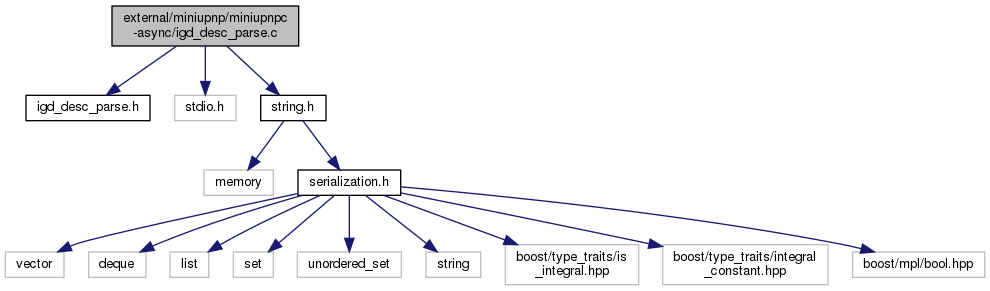 external/miniupnp/miniupnpc
-async/igd_desc_parse.c
igd_desc_parse.h
stdio.h
string.h
memory
serialization.h
vector
deque
list
set
unordered_set
string
boost/type_traits/is
_integral.hpp
boost/type_traits/integral
_constant.hpp
boost/mpl/bool.hpp